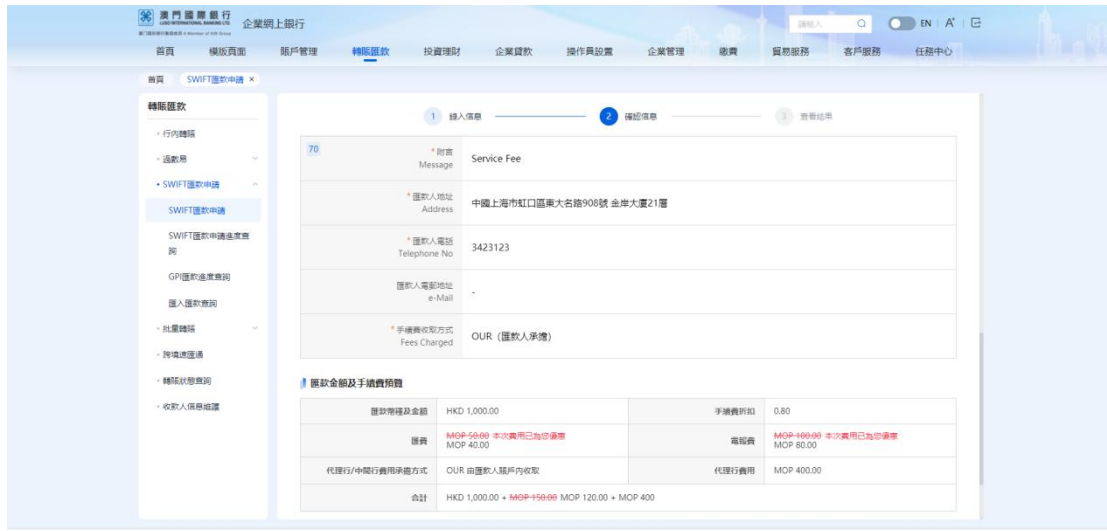 澳門國際銀行
LUSO INTERNATIONAL BANKING LTD.
企業網上銀行
請輸入
EN
A⁺
首頁 模版頁面 賬戶管理 轉賬匯款 投資理財 企業貸款 操作員設置 企業管理 繳費 貿易服務 客戶服務 任務中心
首頁 SWIFT匯款申請 ×
轉賬匯款
行內轉賬
過數易
SWIFT匯款申請
SWIFT匯款申請
SWIFT匯款申請進度查
詢
GPI匯款進度查詢
匯入匯款查詢
批量轉賬
跨境速匯通
轉賬狀態查詢
收款人信息維護
1 錄入信息 2 確認信息 3 查看結果
70
* 附言
Message
Service Fee
* 匯款人地址
Address
中國上海市虹口區東大名路908號 金岸大廈21層
* 匯款人電話
Telephone No
3423123
匯款人電郵地址
e-Mail
-
* 手續費收取方式
Fees Charged
OUR（匯款人承擔）
匯款金額及手續費預覽
匯款幣種及金額 HKD 1,000.00 手續費折扣 0.80
匯費
MOP 50.00 本次費用已為您優惠
MOP 40.00
電報費
MOP 100.00 本次費用已為您優惠
MOP 80.00
代理行/中間行費用承擔方式 OUR 由匯款人賬戶内收取 代理行費用 MOP 400.00
合計 HKD 1,000.00 + MOP 150.00 MOP 120.00 + MOP 400